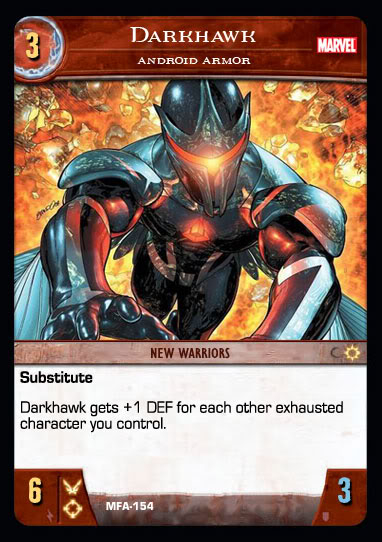 3
DARKHAWK
ANDROID ARMOR
MARVEL
NEW WARRIORS
C
Substitute
Darkhawk gets +1 DEF for each other exhausted
character you control.
6
MFA-154
3